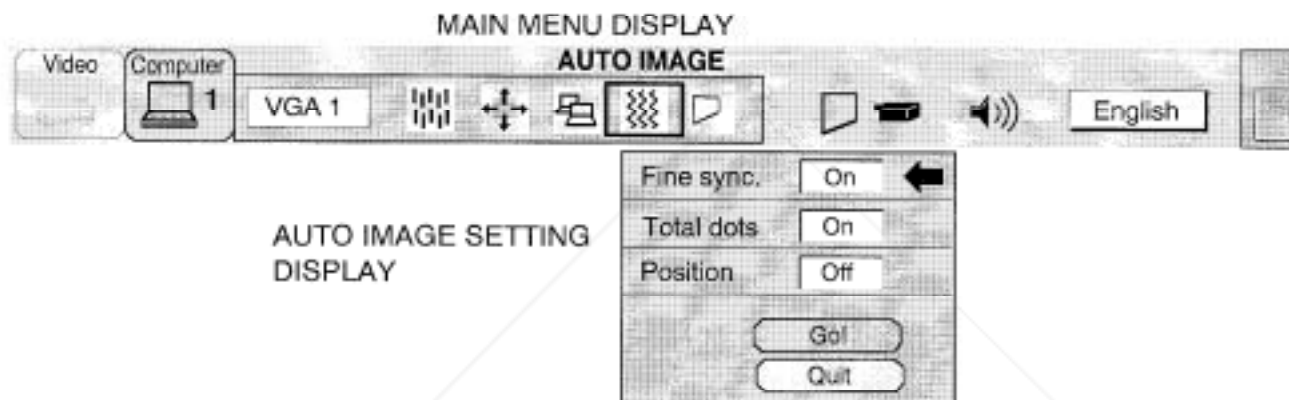 MAIN MENU DISPLAY
AUTO IMAGE
Video
Computer
1
VGA 1
English
Fine sync. On
Total dots On
Position Off
AUTO IMAGE SETTING
DISPLAY
Go!
Quit